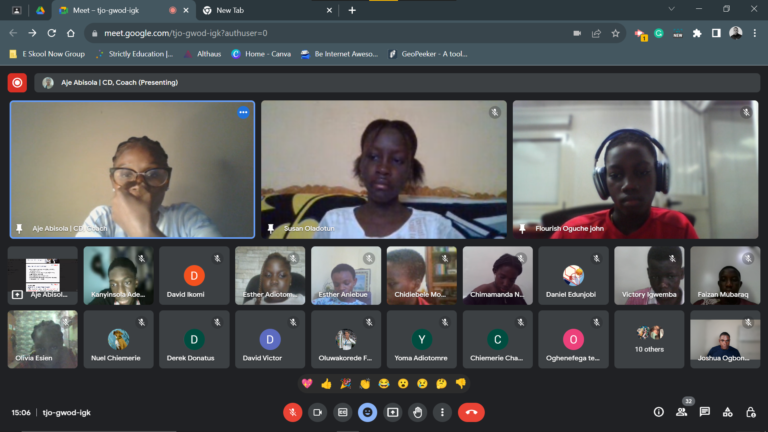 Meet – tjo-gwod-igk
New Tab
meet.google.com/tjo-gwod-igk?authuser=0
NEW
E Skool Now Group
Strictly Education |...
Althaus
Home - Canva
Be Internet Aweso...
GeoPeeker - A tool...
Aje Abisola | CD, Coach (Presenting)
Aje Abisola | CD, Coach
Susan Oladotun
Flourish Oguche john
Aje Abisol...
Kanyinsola Ade...
D
David Ikomi
Esther Adiotom...
Esther Aniebue
Chidiebele Mo...
Chimamanda N...
Daniel Edunjobi
Victory Igwemba
Faizan Mubaraq
Olivia Esien
Nuel Chiemerie
D
Derek Donatus
D
David Victor
Oluwakorede F...
Y
Yoma Adiotomre
C
Chiemerie Cha...
O
Oghenefega te...
10 others
Joshua Ogbon...
15:06 | tjo-gwod-igk
32